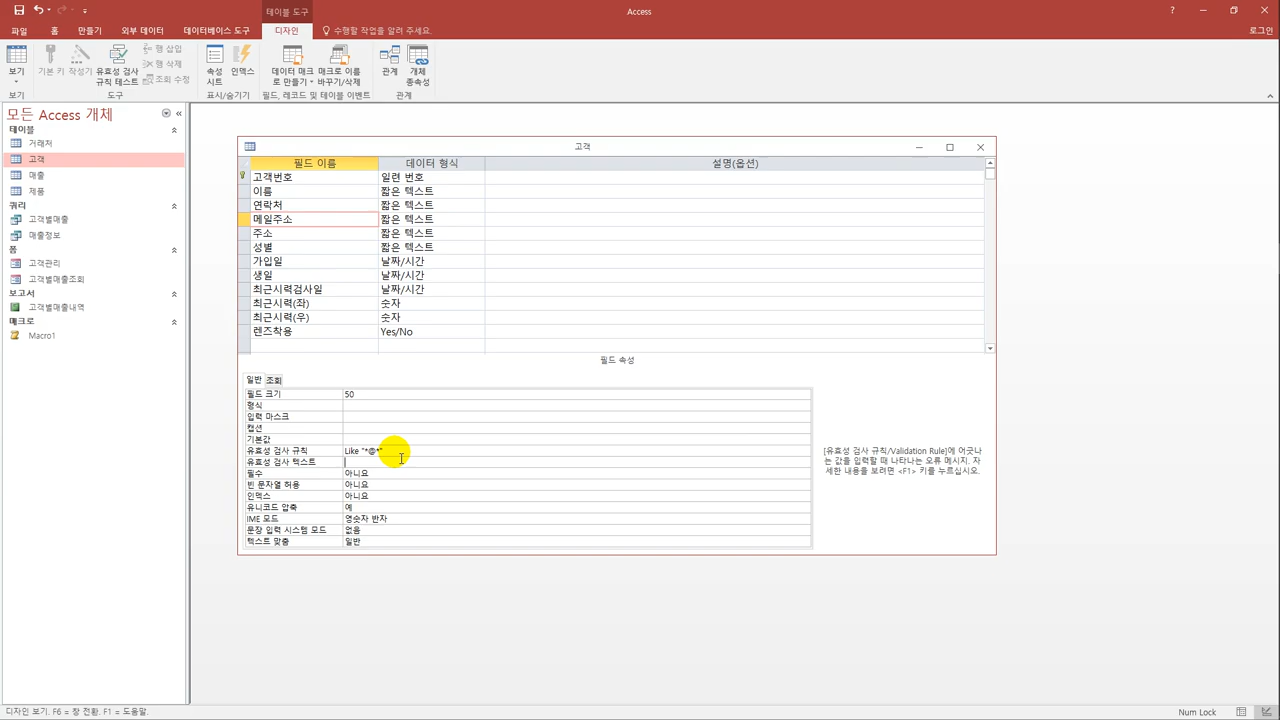 테이블 도구
Access
?
파일
홈
만들기
외부 데이터
데이터베이스 도구
디자인
수행할 작업을 알려 주세요.
로그인
보기
기본 키
작성기
유효성 검사
규칙 테스트
행 삽입
행 삭제
조회 수정
속성
시트
인덱스
데이터 매크
로 만들기
매크로 이름
바꾸기/삭제
관계
개체
종속성
보기
도구
표시/숨기기
필드, 레코드 및 테이블 이벤트
관계
모든 Access 개체
테이블
거래처
고객
매출
제품
쿼리
고객별매출
매출정보
폼
고객관리
고객별매출조회
보고서
고객별매출내역
매크로
Macro1
고객
필드 이름
데이터 형식
설명(옵션)
고객번호
일련 번호
이름
짧은 텍스트
연락처
짧은 텍스트
메일주소
짧은 텍스트
주소
짧은 텍스트
성별
짧은 텍스트
가입일
날짜/시간
생일
날짜/시간
최근시력검사일
날짜/시간
최근시력(좌)
숫자
최근시력(우)
숫자
렌즈착용
Yes/No
필드 속성
일반
조회
필드 크기
50
형식
입력 마스크
캡션
기본값
유효성 검사 규칙
Like "*@*"
유효성 검사 텍스트
필수
아니요
빈 문자열 허용
아니요
인덱스
아니요
유니코드 압축
예
IME 모드
영숫자 반자
문장 입력 시스템 모드
없음
텍스트 맞춤
일반
[유효성 검사 규칙/Validation Rule]에 어긋나
는 값을 입력할 때 나타나는 오류 메시지. 자
세한 내용을 보려면 <F1> 키를 누르십시오.
디자인 보기. F6 = 창 전환. F1 = 도움말.
Num Lock